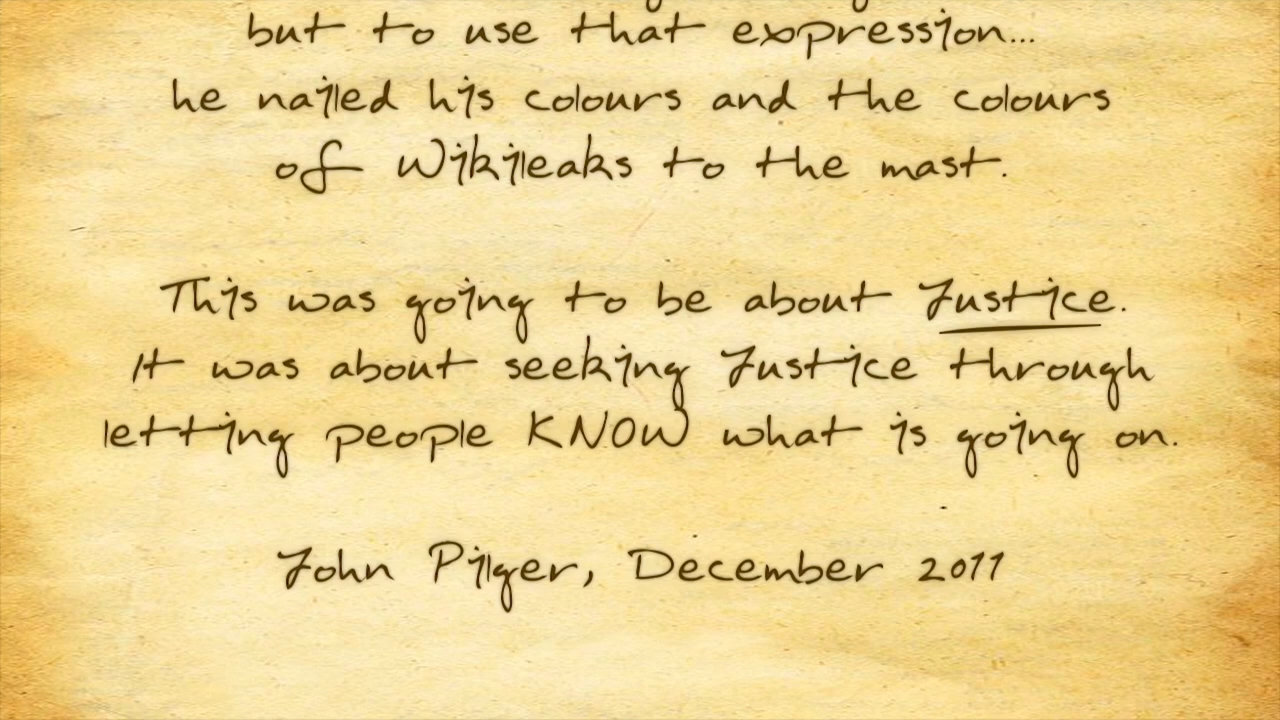 but to use that expression...
he nailed his colours and the colours
of Wikileaks to the mast.
This was going to be about Justice.
It was about seeking Justice through
letting people KNOW what is going on.
John Pilger, December 2011